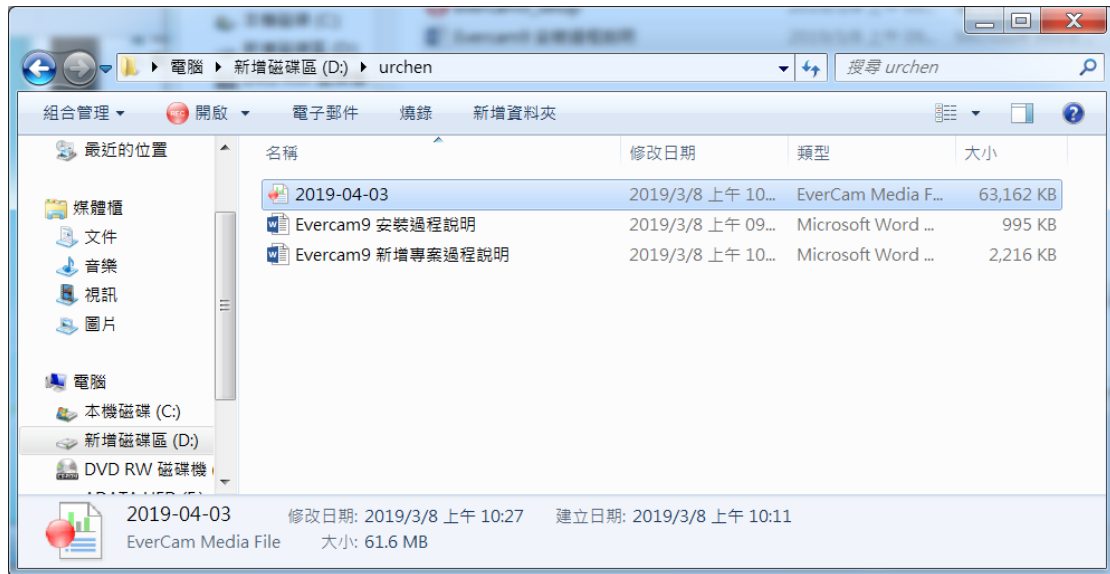 電腦 ▸ 新增磁碟區 (D:) ▸ urchen
搜尋 urchen
組合管理 開啟 電子郵件 燒錄 新增資料夾
最近的位置
媒體櫃
文件
音樂
視訊
圖片
電腦
本機磁碟 (C:)
新增磁碟區 (D:)
DVD RW 磁碟機
名稱 修改日期 類型 大小
2019-04-03 2019/3/8 上午 10... EverCam Media F... 63,162 KB
Evercam9 安裝過程說明 2019/3/8 上午 09... Microsoft Word ... 995 KB
Evercam9 新增專案過程說明 2019/3/8 上午 10... Microsoft Word ... 2,216 KB
2019-04-03 修改日期: 2019/3/8 上午 10:27 建立日期: 2019/3/8 上午 10:11
EverCam Media File 大小: 61.6 MB